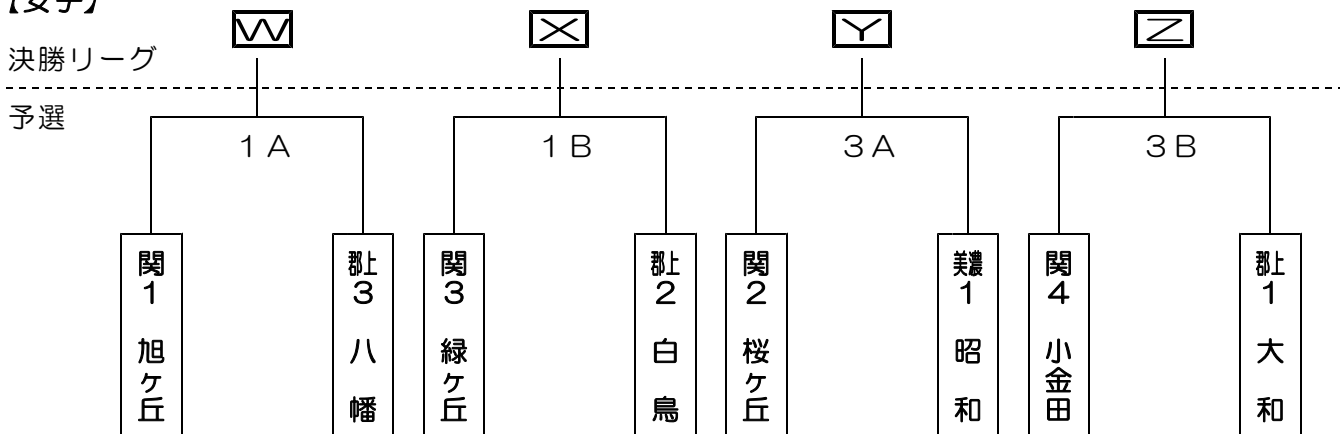 【女子】
W X Y Z
決勝リーグ
予選
1A 1B 3A 3B
関1 旭ケ丘
郡上3 八幡
関3 緑ケ丘
郡上2 白鳥
関2 桜ケ丘
美濃1 昭和
関4 小金田
郡上1 大和